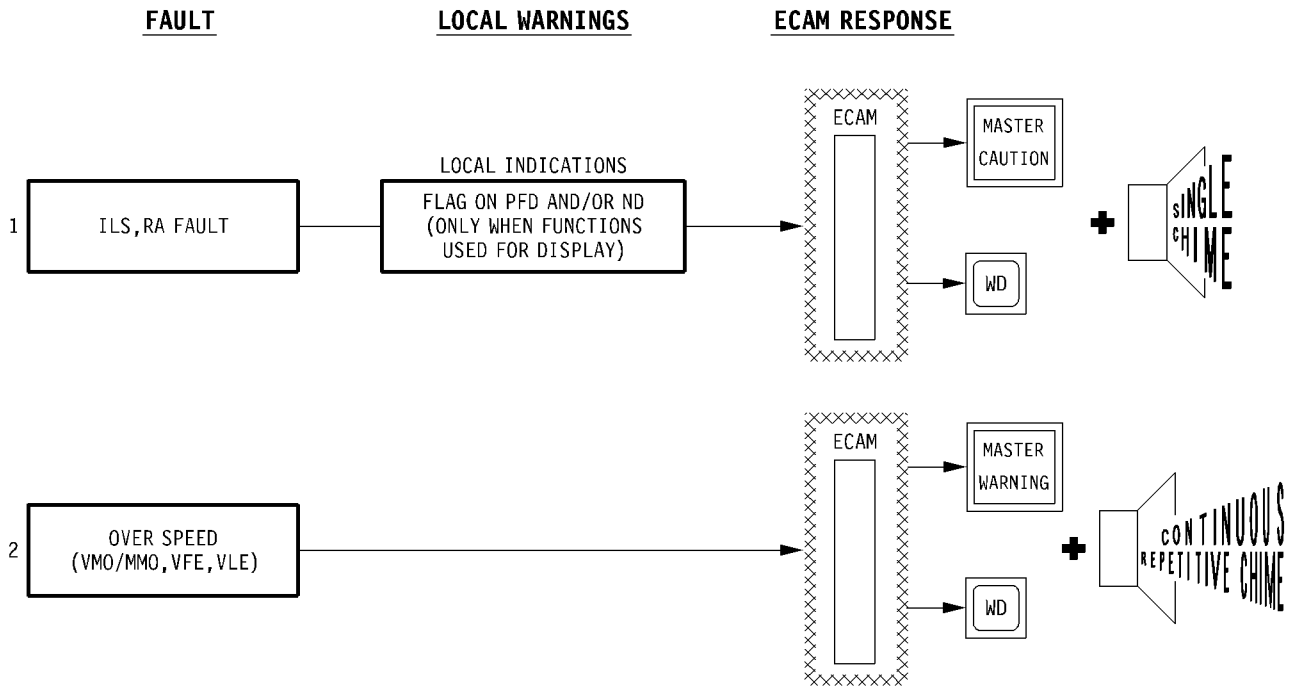 FAULT
LOCAL WARNINGS
ECAM RESPONSE
1
ILS,RA FAULT
LOCAL INDICATIONS
FLAG ON PFD AND/OR ND
(ONLY WHEN FUNCTIONS
USED FOR DISPLAY)
ECAM
MASTER
CAUTION
WD
SINGLE
CHIME
2
OVER SPEED
(VMO/MMO,VFE,VLE)
ECAM
MASTER
WARNING
WD
CONTINUOUS
REPETITIVE CHIME